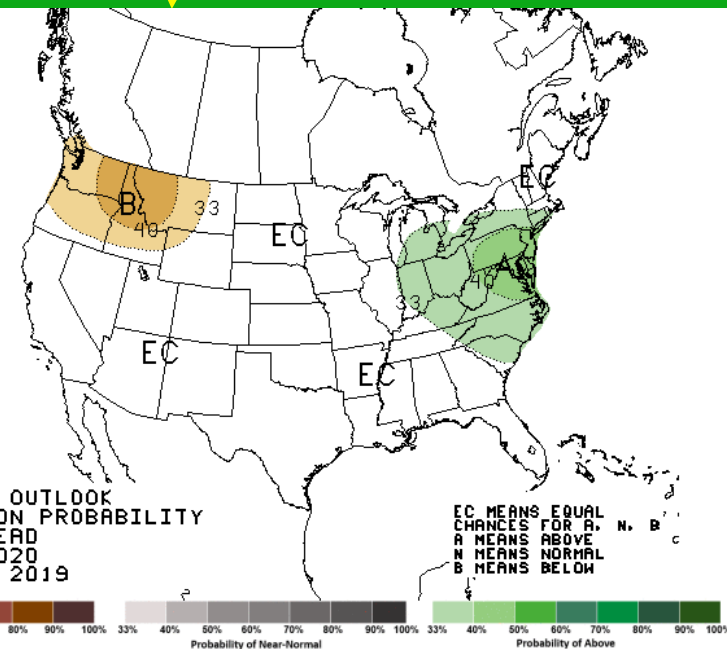 EC
B
33
40
EC
A
40
33
EC
EC
OUTLOOK
ON PROBABILITY
EAD
020
2019
EC MEANS EQUAL
CHANCES FOR A, N, B
A MEANS ABOVE
N MEANS NORMAL
B MEANS BELOW
C
80% 90% 100% 33% 40% 50% 60% 70% 80% 90% 100% 33% 40% 50% 60% 70% 80% 90% 100%
Probability of Near-Normal Probability of Above